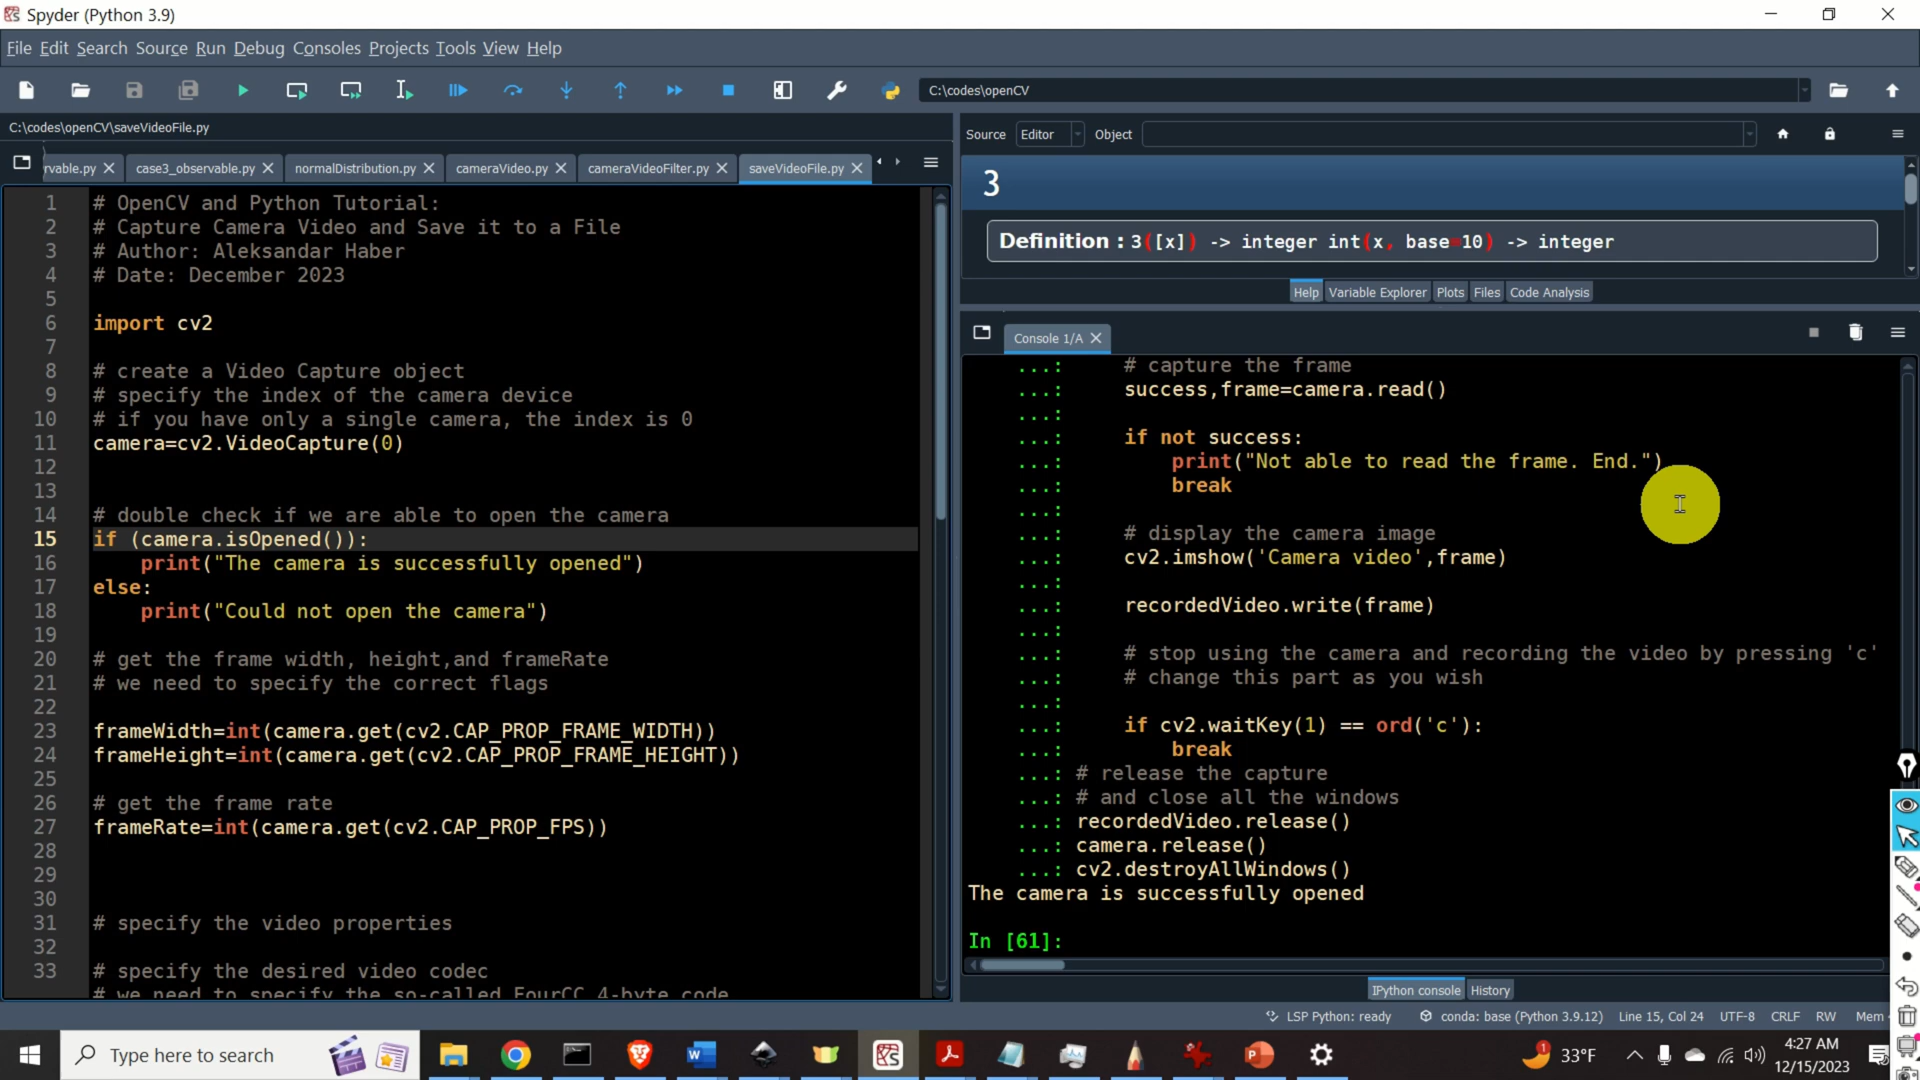 Spyder (Python 3.9)
File Edit Search Source Run Debug Consoles Projects Tools View Help
C:\codes\openCV
C:\codes\openCV\saveVideoFile.py
rvable.py
case3_observable.py
normalDistribution.py
cameraVideo.py
cameraVideoFilter.py
saveVideoFile.py
1 # OpenCV and Python Tutorial:
2 # Capture Camera Video and Save it to a File
3 # Author: Aleksandar Haber
4 # Date: December 2023
5
6 import cv2
7
8 # create a Video Capture object
9 # specify the index of the camera device
10 # if you have only a single camera, the index is 0
11 camera=cv2.VideoCapture(0)
12
13
14 # double check if we are able to open the camera
15 if (camera.isOpened()):
16 print("The camera is successfully opened")
17 else:
18 print("Could not open the camera")
19
20 # get the frame width, height,and frameRate
21 # we need to specify the correct flags
22
23 frameWidth=int(camera.get(cv2.CAP_PROP_FRAME_WIDTH))
24 frameHeight=int(camera.get(cv2.CAP_PROP_FRAME_HEIGHT))
25
26 # get the frame rate
27 frameRate=int(camera.get(cv2.CAP_PROP_FPS))
28
29
30
31 # specify the video properties
32
33 # specify the desired video codec
# we need to specify the so-called FourCC 4-byte code
Source Editor Object
3
Definition : 3([x]) -> integer int(x, base=10) -> integer
Help Variable Explorer Plots Files Code Analysis
Console 1/A
...: # capture the frame
...: success,frame=camera.read()
...:
...: if not success:
...: print("Not able to read the frame. End.")
...: break
...:
...: # display the camera image
...: cv2.imshow('Camera video',frame)
...:
...: recordedVideo.write(frame)
...:
...: # stop using the camera and recording the video by pressing 'c'
...: # change this part as you wish
...:
...: if cv2.waitKey(1) == ord('c'):
...: break
...: # release the capture
...: # and close all the windows
...: recordedVideo.release()
...: camera.release()
...: cv2.destroyAllWindows()
The camera is successfully opened
In [61]:
IPython console History
LSP Python: ready conda: base (Python 3.9.12) Line 15, Col 24 UTF-8 CRLF RW Mem
Type here to search
33°F
4:27 AM
12/15/2023